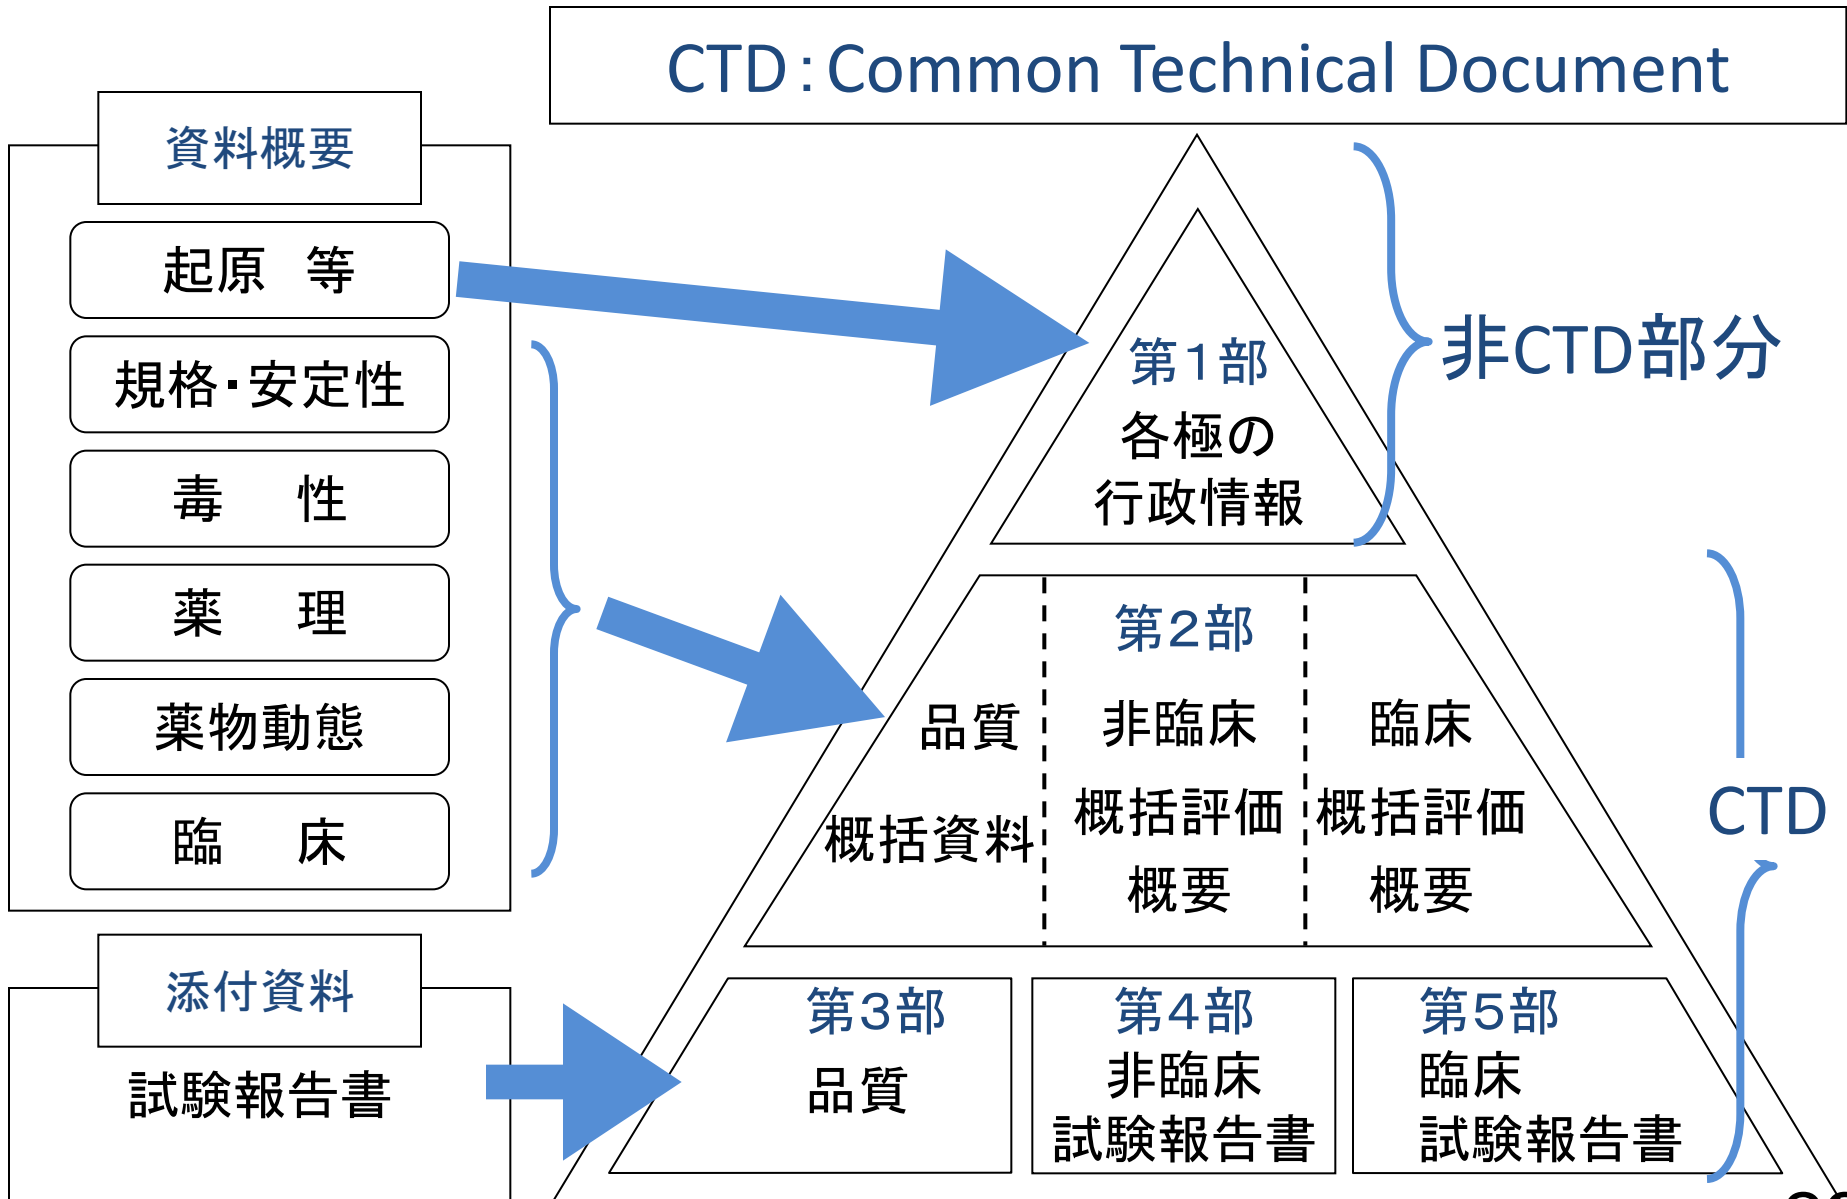 CTD：Common Technical Document
資料概要
起原　等
規格・安定性
毒　性
薬　理
薬物動態
臨　床
添付資料
試験報告書
第１部
各極の
行政情報
非CTD部分
第２部
品質
概括資料
非臨床
概括評価
概要
臨床
概括評価
概要
CTD
第３部
品質
第４部
非臨床
試験報告書
第５部
臨床
試験報告書